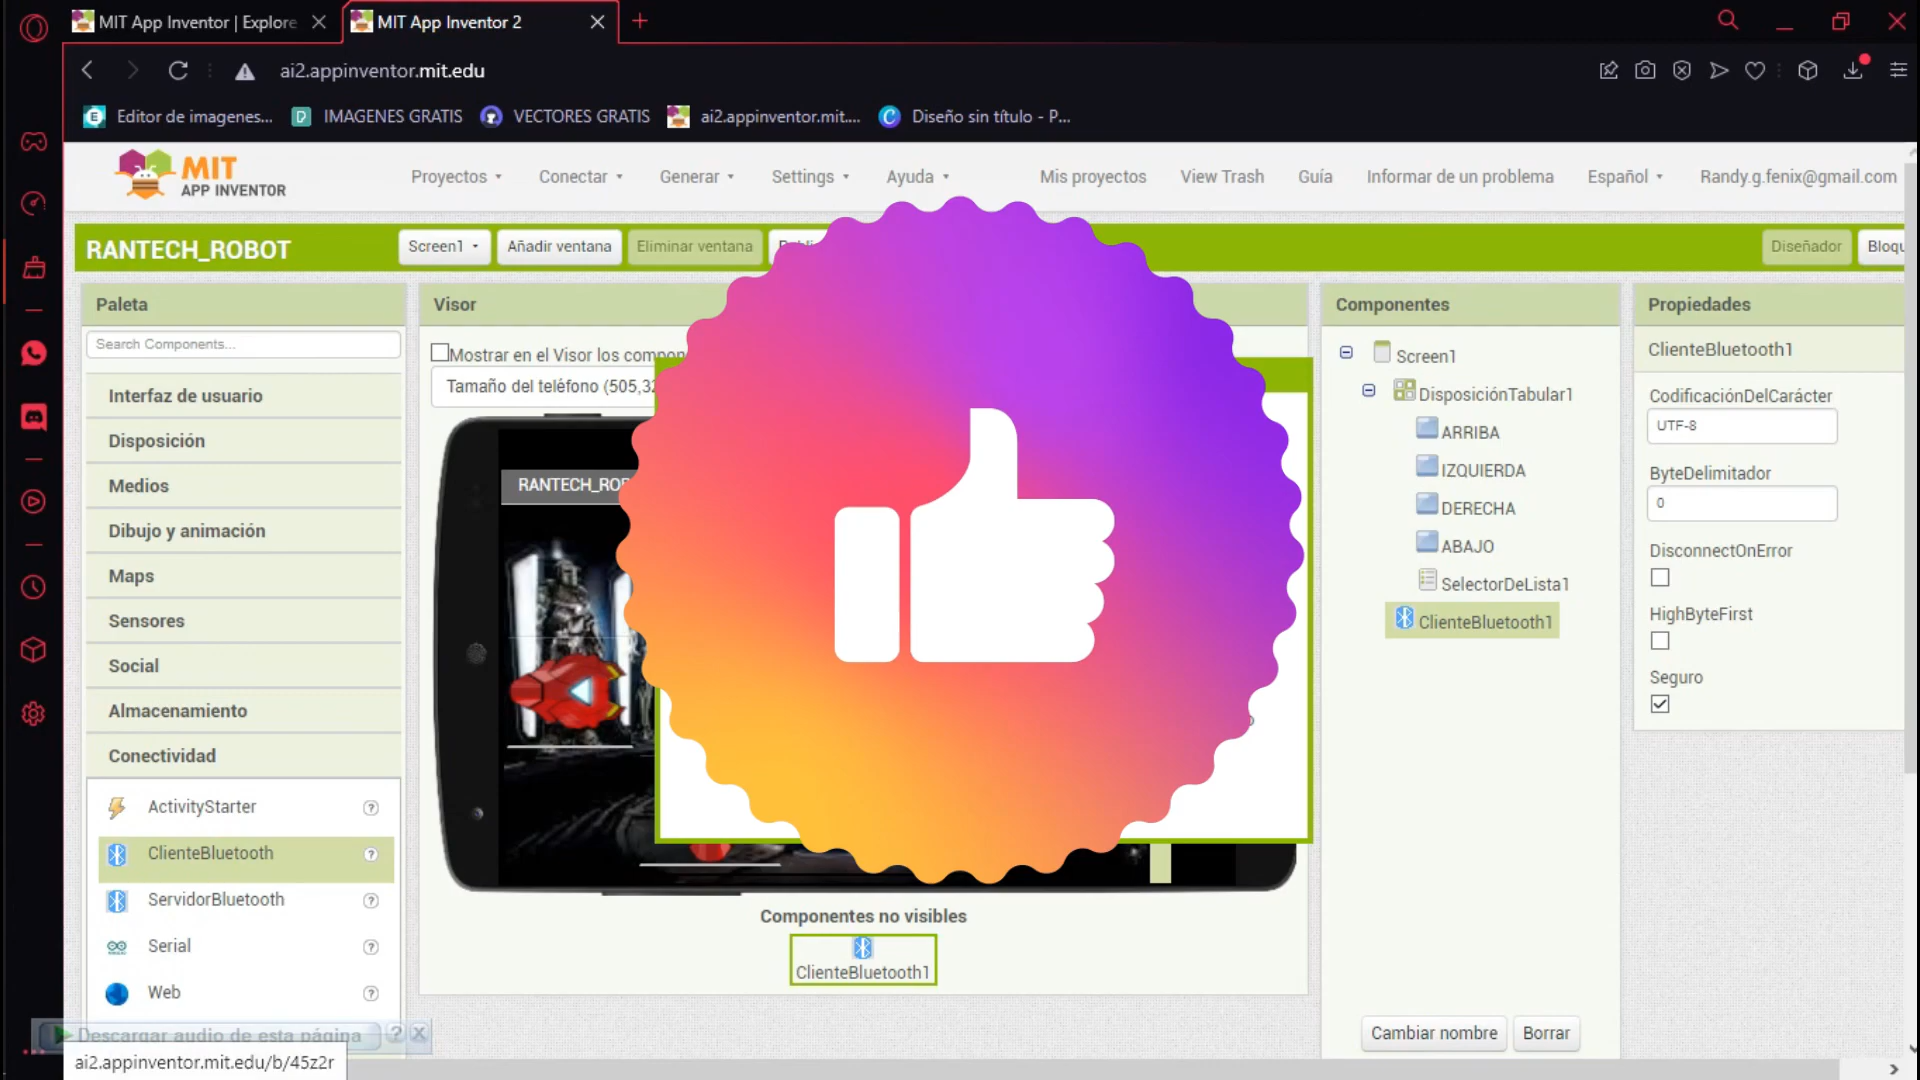 MIT App Inventor | Explore
MIT App Inventor 2
ai2.appinventor.mit.edu
Editor de imagenes...
IMAGENES GRATIS
VECTORES GRATIS
ai2.appinventor.mit....
Diseño sin título - P...
MIT
APP INVENTOR
Proyectos
Conectar
Generar
Settings
Ayuda
Mis proyectos
View Trash
Guía
Informar de un problema
Español
Randy.g.fenix@gmail.com
RANTECH_ROBOT
Screen1
Añadir ventana
Eliminar ventana
Diseñador
Bloqu
Paleta
Search Components...
Interfaz de usuario
Disposición
Medios
Dibujo y animación
Maps
Sensores
Social
Almacenamiento
Conectividad
ActivityStarter
ClienteBluetooth
ServidorBluetooth
Serial
Web
Visor
Mostrar en el Visor los compon
Tamaño del teléfono (505,32
RANTECH_ROB
Componentes no visibles
ClienteBluetooth1
Componentes
Screen1
DisposiciónTabular1
ARRIBA
IZQUIERDA
DERECHA
ABAJO
SelectorDeLista1
ClienteBluetooth1
Cambiar nombre
Borrar
Propiedades
ClienteBluetooth1
CodificaciónDelCarácter
UTF-8
ByteDelimitador
0
DisconnectOnError
HighByteFirst
Seguro
Descargar audio de esta página
ai2.appinventor.mit.edu/b/45z2r